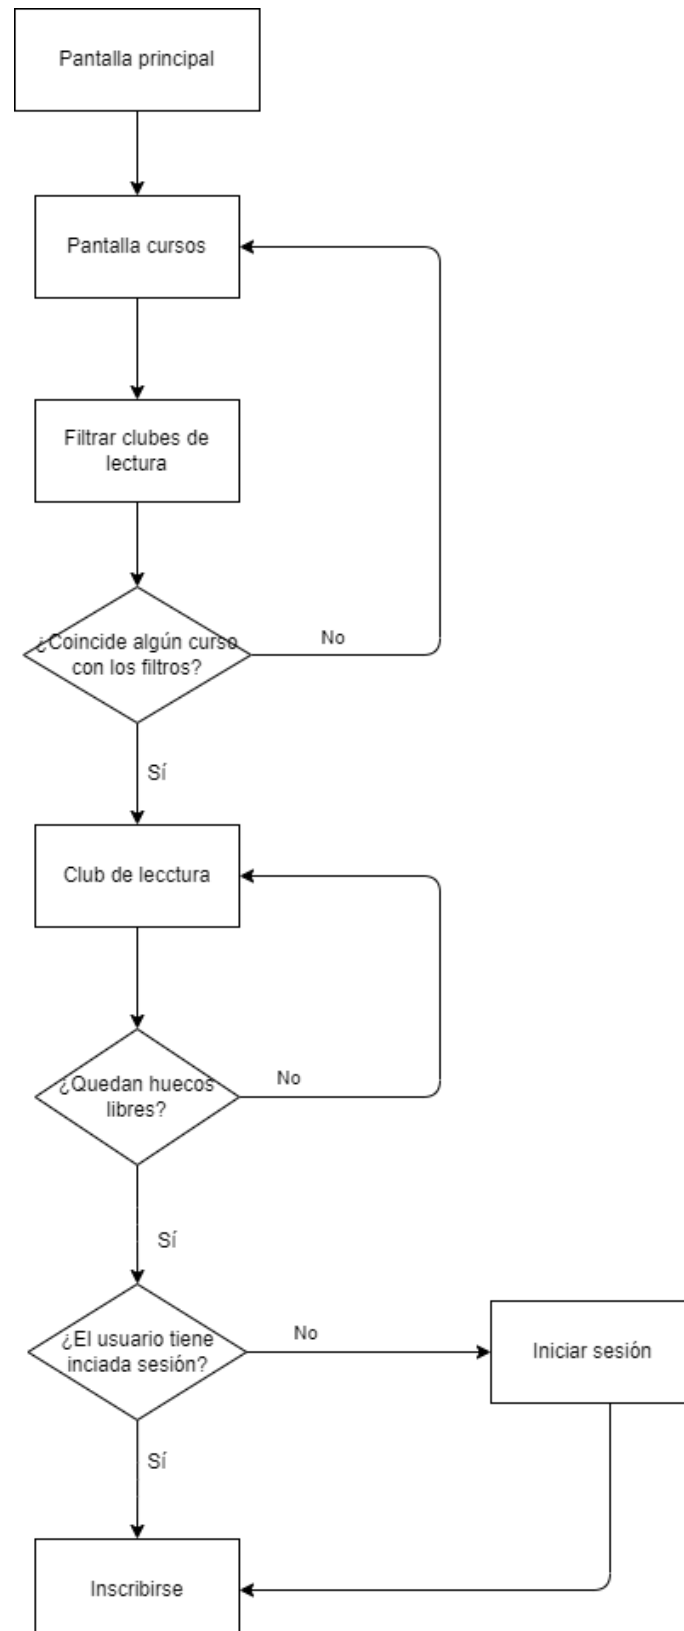 Pantalla principal
Pantalla cursos
Filtrar clubes de
lectura
¿Coincide algún curso
con los filtros?
No
Sí
Club de lecctura
¿Quedan huecos
libres?
No
Sí
¿El usuario tiene
inciada sesión?
No
Iniciar sesión
Sí
Inscribirse